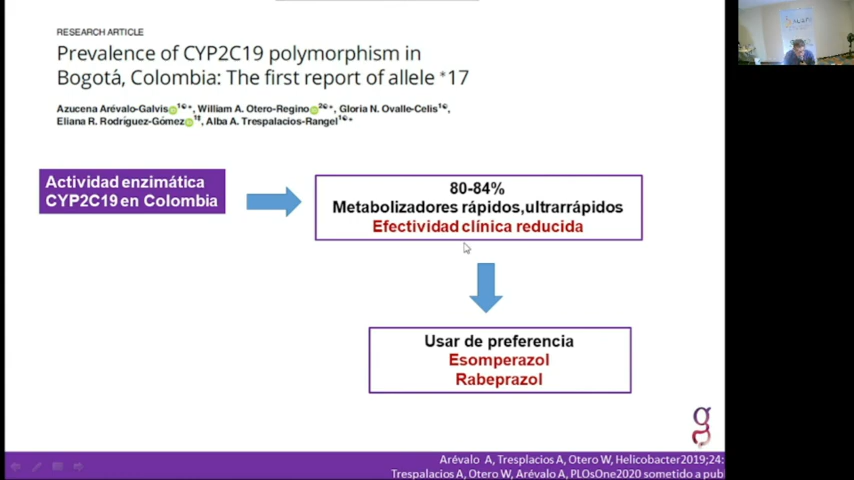 RESEARCH ARTICLE
Prevalence of CYP2C19 polymorphism in
Bogotá, Colombia: The first report of allele *17
Azucena Arévalo-Galvis, William A. Otero-Regino, Gloria N. Ovalle-Celis,
Eliana R. Rodríguez-Gómez, Alba A. Trespalacios-Rangel
Actividad enzimática
CYP2C19 en Colombia
80-84%
Metabolizadores rápidos,ultrarrápidos
Efectividad clínica reducida
Usar de preferencia
Esomperazol
Rabeprazol
Arévalo A, Tresplacios A, Otero W, Helicobacter2019;24:
Trespalacios A, Otero W, Arévalo A, PLOsOne2020 sometido a pub